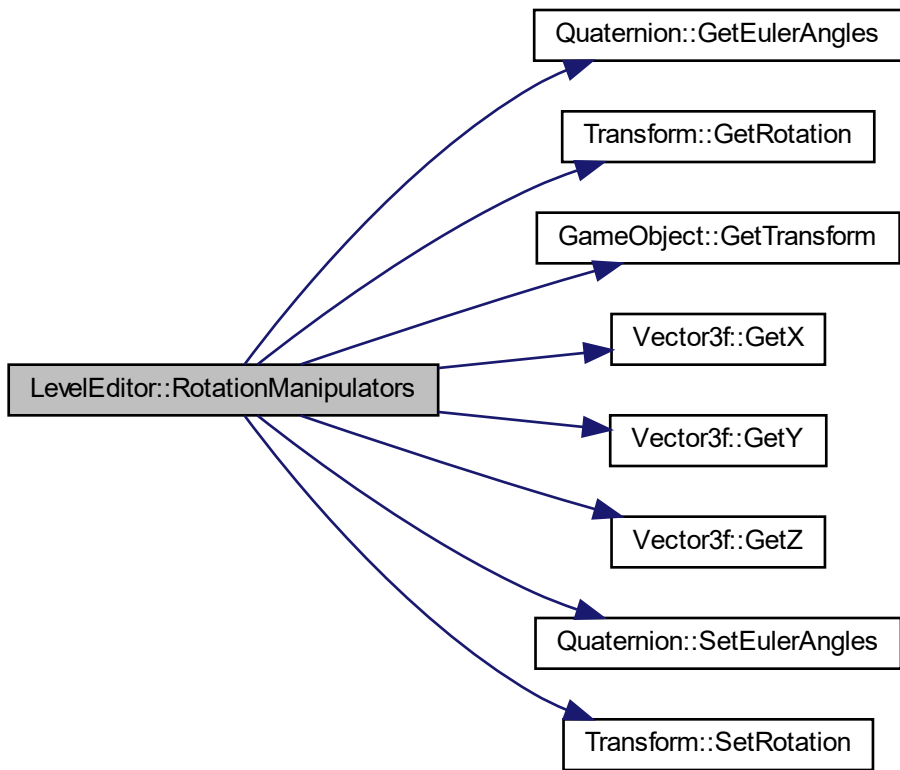 Quaternion::GetEulerAngles
Transform::GetRotation
GameObject::GetTransform
Vector3f::GetX
LevelEditor::RotationManipulators
Vector3f::GetY
Vector3f::GetZ
Quaternion::SetEulerAngles
Transform::SetRotation